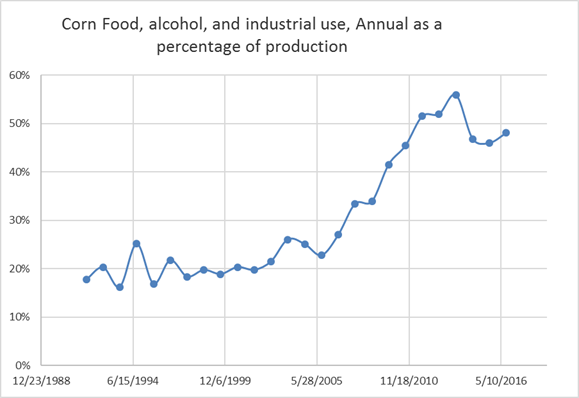 Corn Food, alcohol, and industrial use, Annual as a
percentage of production
60%
50%
40%
30%
20%
10%
0%
12/23/1988 6/15/1994 12/6/1999 5/28/2005 11/18/2010 5/10/2016